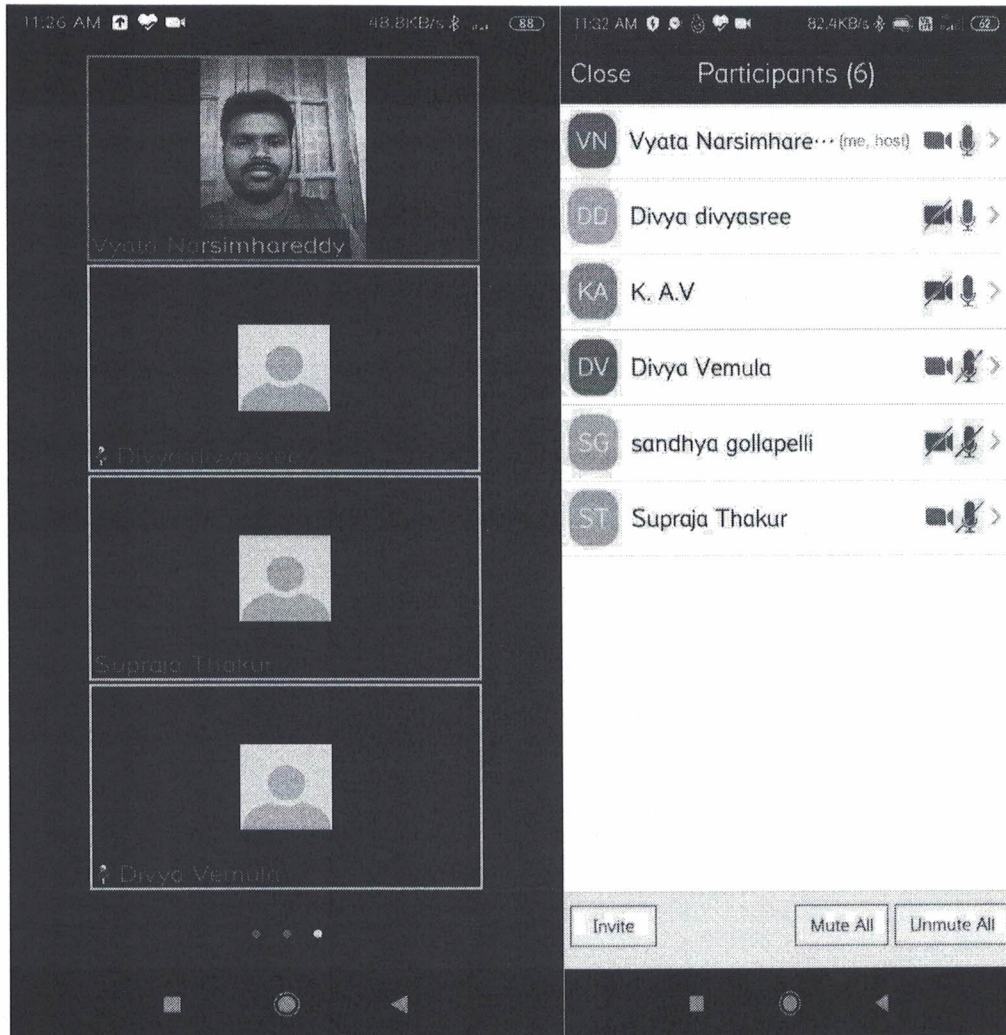 11:26 AM
48.8KB/s
88
Vyata Narsimhareddy
Divya divyasree
Supraja Thakur
Divya Vemula
11:32 AM
82.4KB/s
62
Close
Participants (6)
VN Vyata Narsimhare··· (me, host)
DD Divya divyasree
KA K. A.V
DV Divya Vemula
SG sandhya gollapelli
ST Supraja Thakur
Invite
Mute All
Unmute All